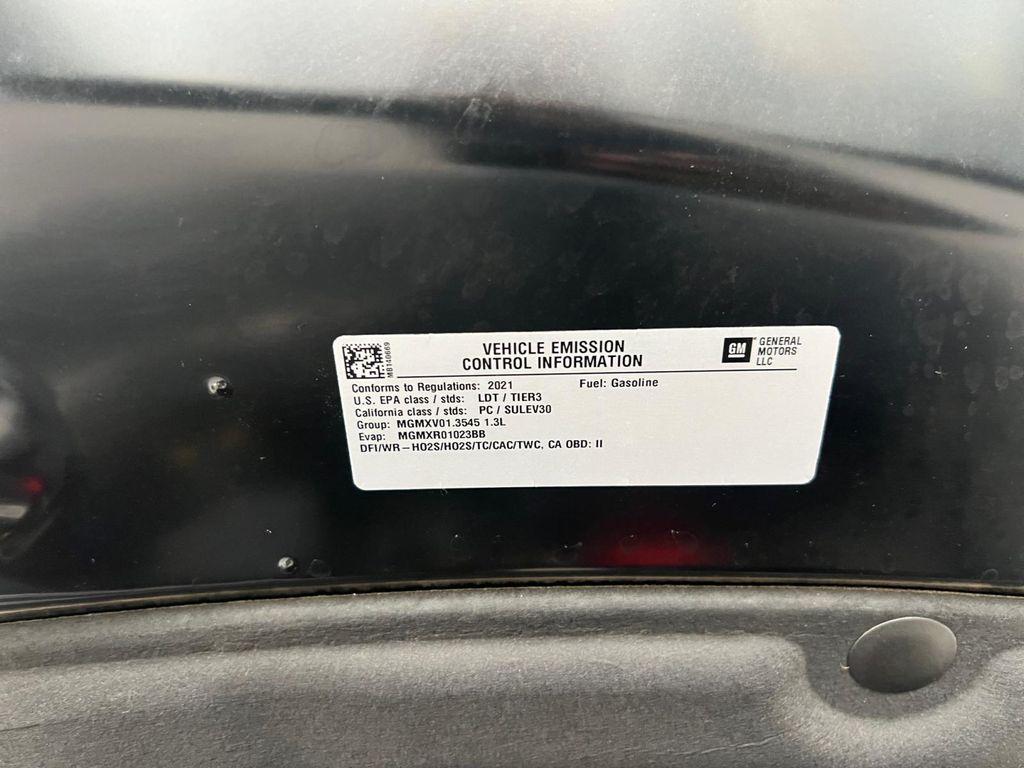 MB140669
VEHICLE EMISSION
CONTROL INFORMATION
GM
GENERAL
MOTORS
LLC
Conforms to Regulations: 2021 Fuel: Gasoline
U.S. EPA class / stds: LDT / TIER3
California class / stds: PC / SULEV30
Group: MGMXV01.3545 1.3L
Evap: MGMXR01023BB
DFI/WR-HO2S/HO2S/TC/CAC/TWC, CA OBD: II